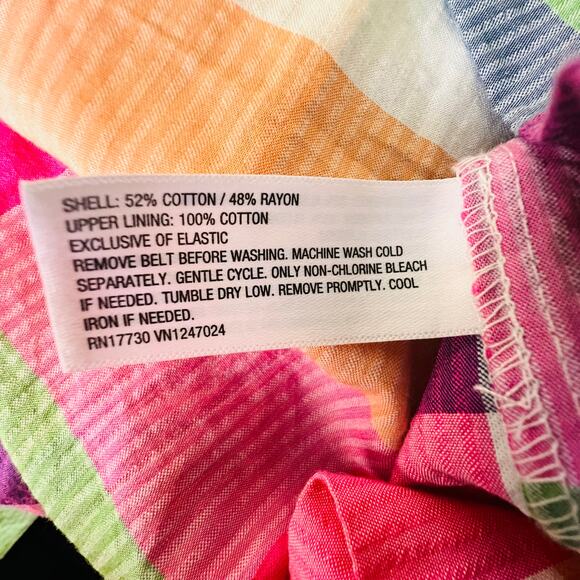 SHELL: 52% COTTON / 48% RAYON
UPPER LINING: 100% COTTON
EXCLUSIVE OF ELASTIC
REMOVE BELT BEFORE WASHING. MACHINE WASH COLD
SEPARATELY. GENTLE CYCLE. ONLY NON-CHLORINE BLEACH
IF NEEDED. TUMBLE DRY LOW. REMOVE PROMPTLY. COOL
IRON IF NEEDED.
RN17730 VN1247024